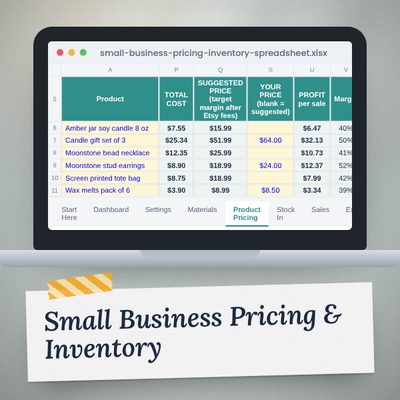 small-business-pricing-inventory-spreadsheet.xlsx
A P Q S U V
5 Product TOTAL COST SUGGESTED PRICE (target margin after Etsy fees) YOUR PRICE (blank = suggested) PROFIT per sale
6 Amber jar soy candle 8 oz $7.55 $15.99 $6.47 40%
7 Candle gift set of 3 $25.34 $51.99 $64.00 $32.13 50%
8 Moonstone bead necklace $12.35 $25.99 $10.73 41%
9 Moonstone stud earrings $8.90 $18.99 $24.00 $12.37 52%
10 Screen printed tote bag $8.75 $18.99 $7.99 42%
11 Wax melts pack of 6 $3.90 $8.99 $8.50 $3.34 39%
Start Here Dashboard Settings Materials Product Pricing Stock In Sales
Small Business Pricing &
Inventory